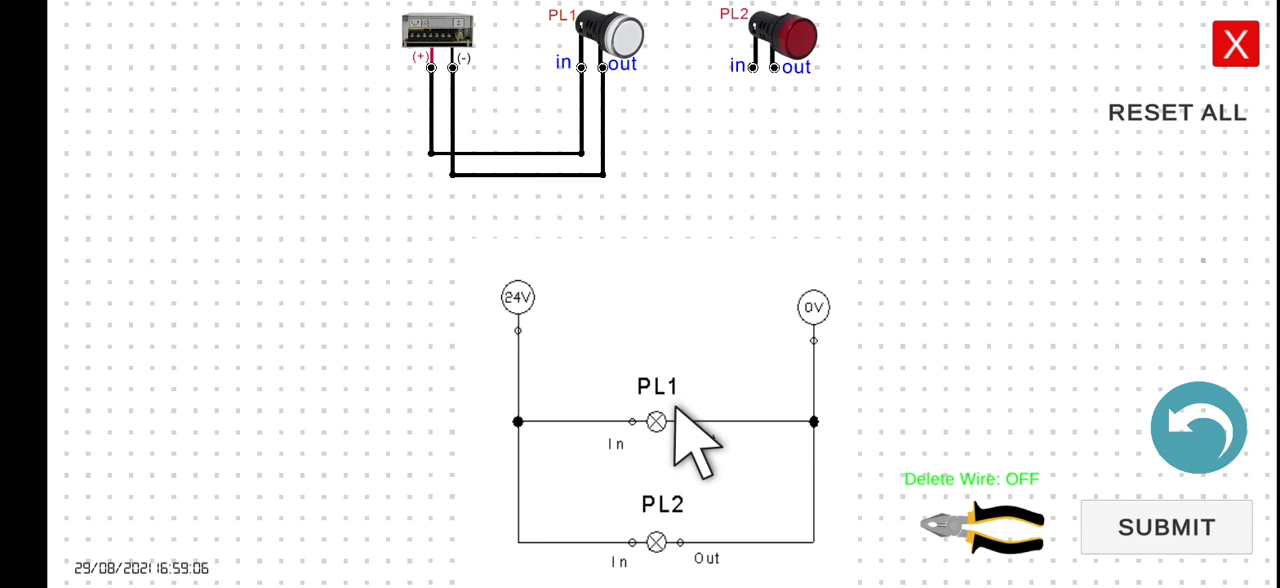 PL1
PL2
(+)
(-)
in
out
in
out
X
RESET ALL
24V
0V
PL1
In
Delete Wire: OFF
PL2
SUBMIT
In
Out
29/08/2021 16:59:06